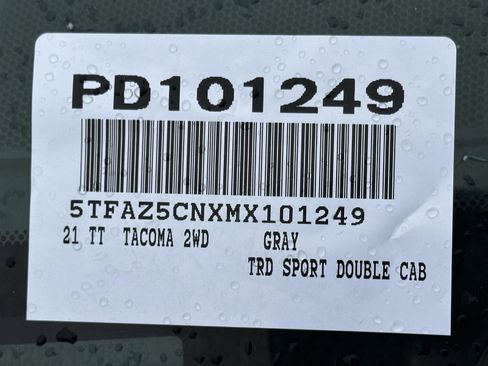 PD101249
5TFAZ5CNXMX101249
21 TT TACOMA 2WD GRAY
TRD SPORT DOUBLE CAB